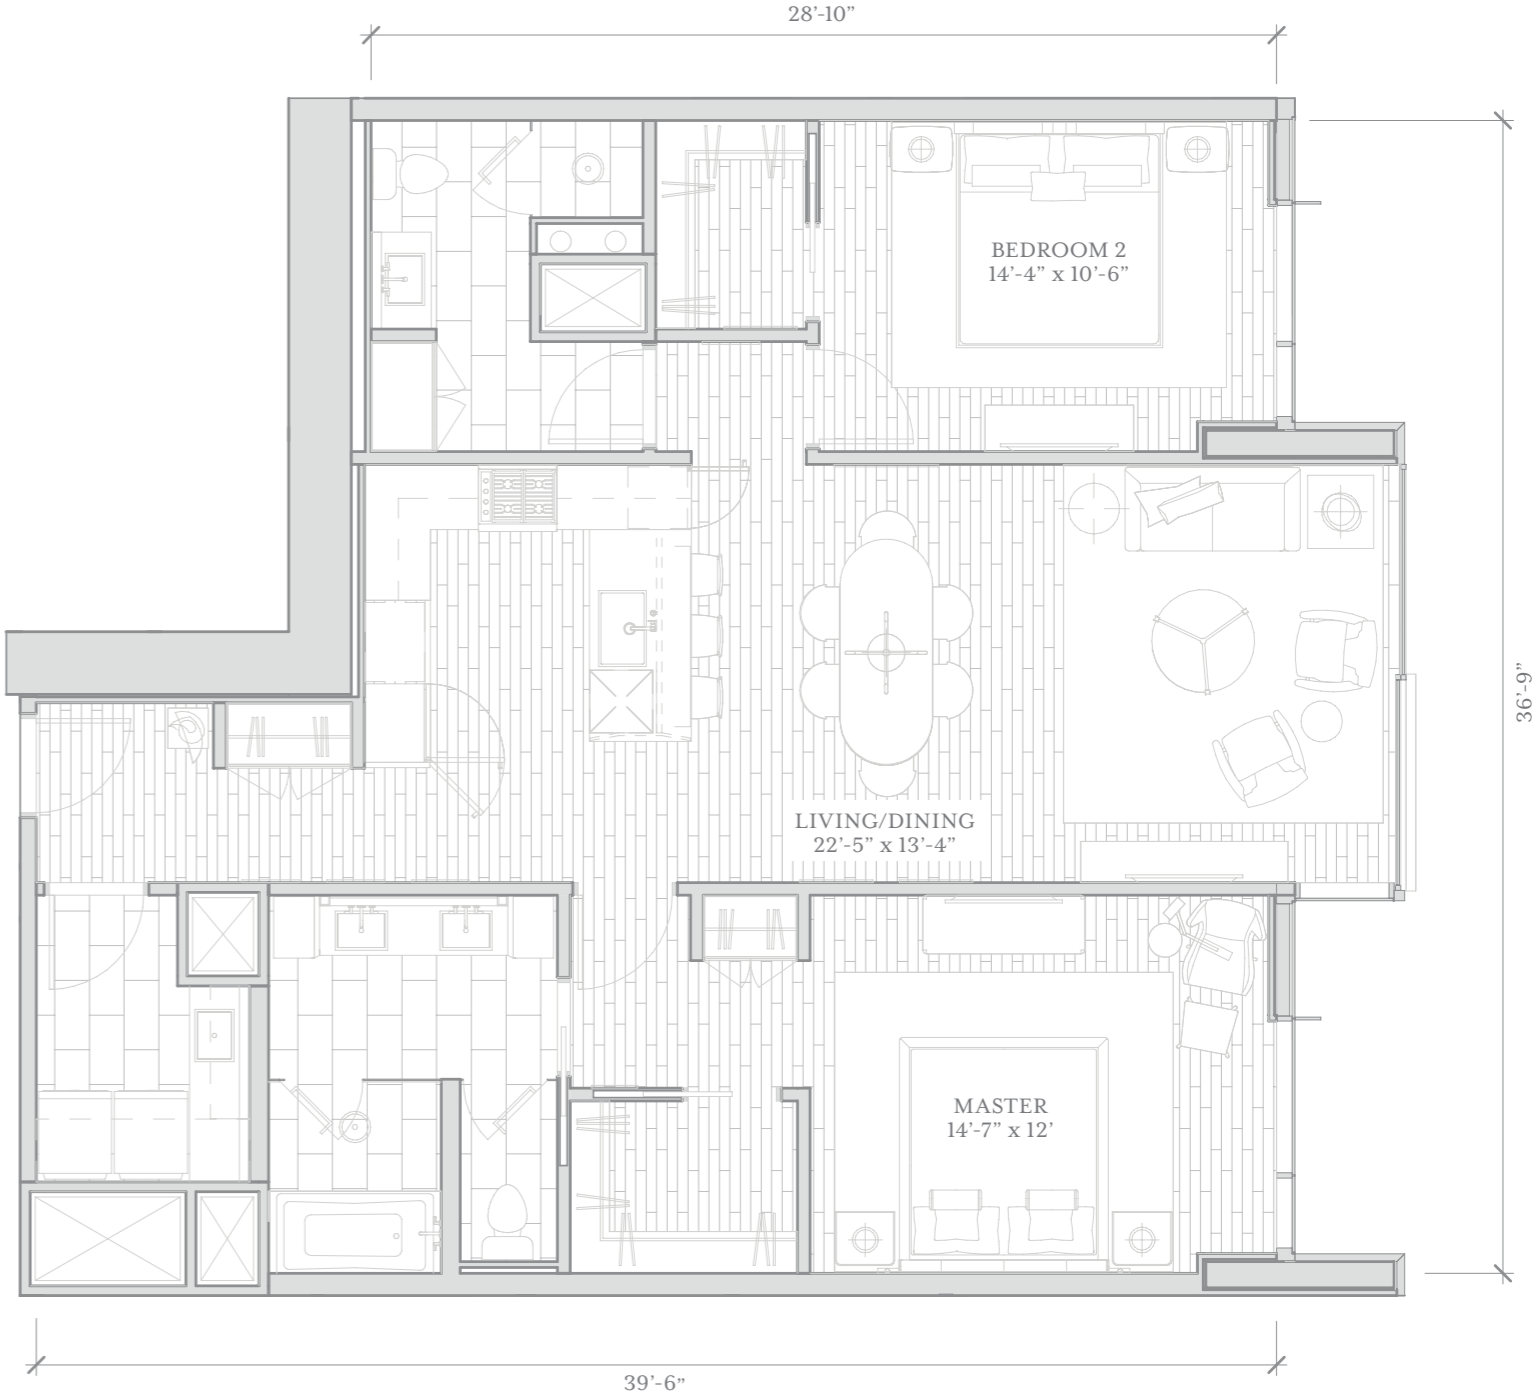 28’-10”
BEDROOM 2
14’-4” x 10’-6”
36’-9”
LIVING/DINING
22’-5” x 13’-4”
MASTER
14’-7” x 12’
39’-6”